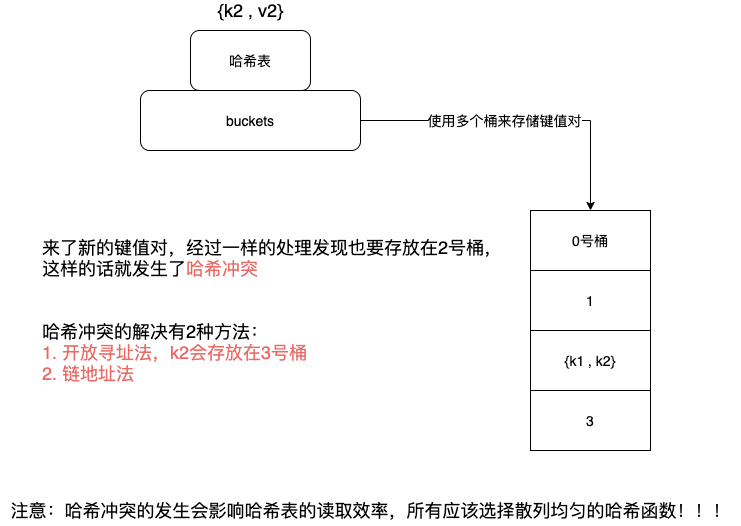 {k2 , v2}
哈希表
buckets
使用多个桶来存储键值对
0号桶
1
{k1 , k2}
3
来了新的键值对，经过一样的处理发现也要存放在2号桶，
这样的话就发生了哈希冲突
哈希冲突的解决有2种方法：
1. 开放寻址法，k2会存放在3号桶
2. 链地址法
注意：哈希冲突的发生会影响哈希表的读取效率，所有应该选择散列均匀的哈希函数！！！